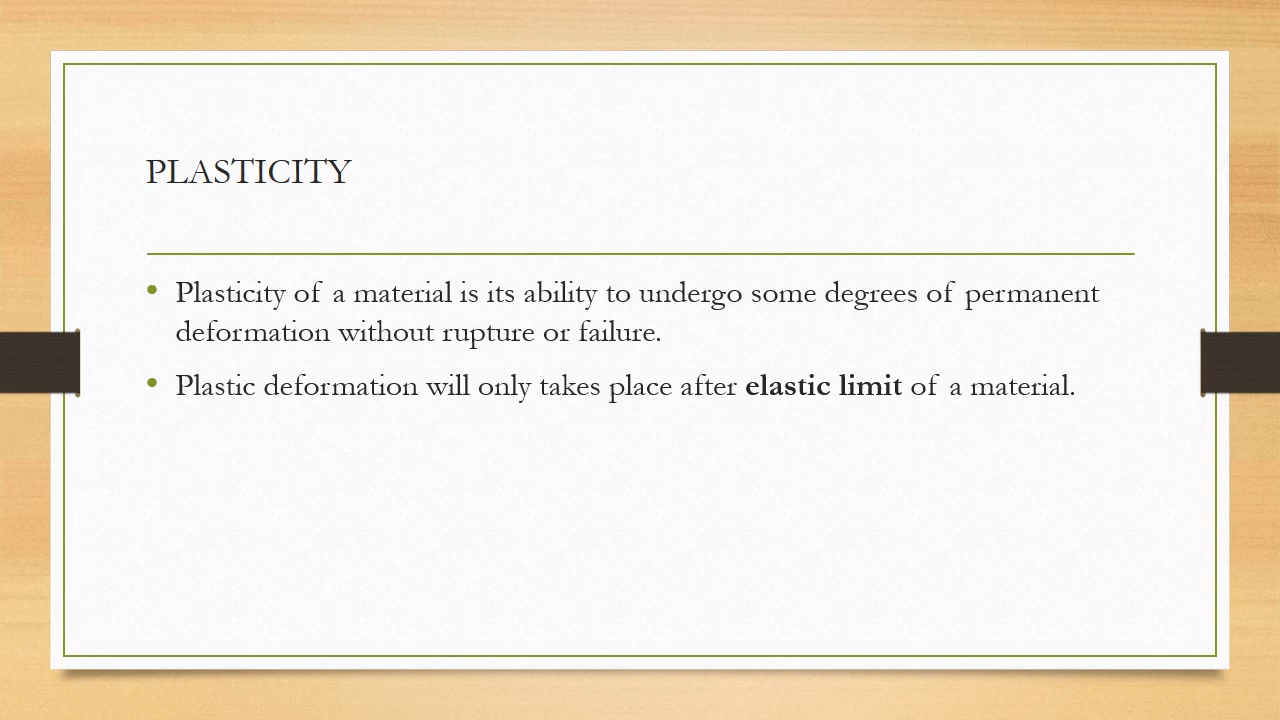 PLASTICITY
• Plasticity of a material is its ability to undergo some degrees of permanent
deformation without rupture or failure.
• Plastic deformation will only takes place after elastic limit of a material.